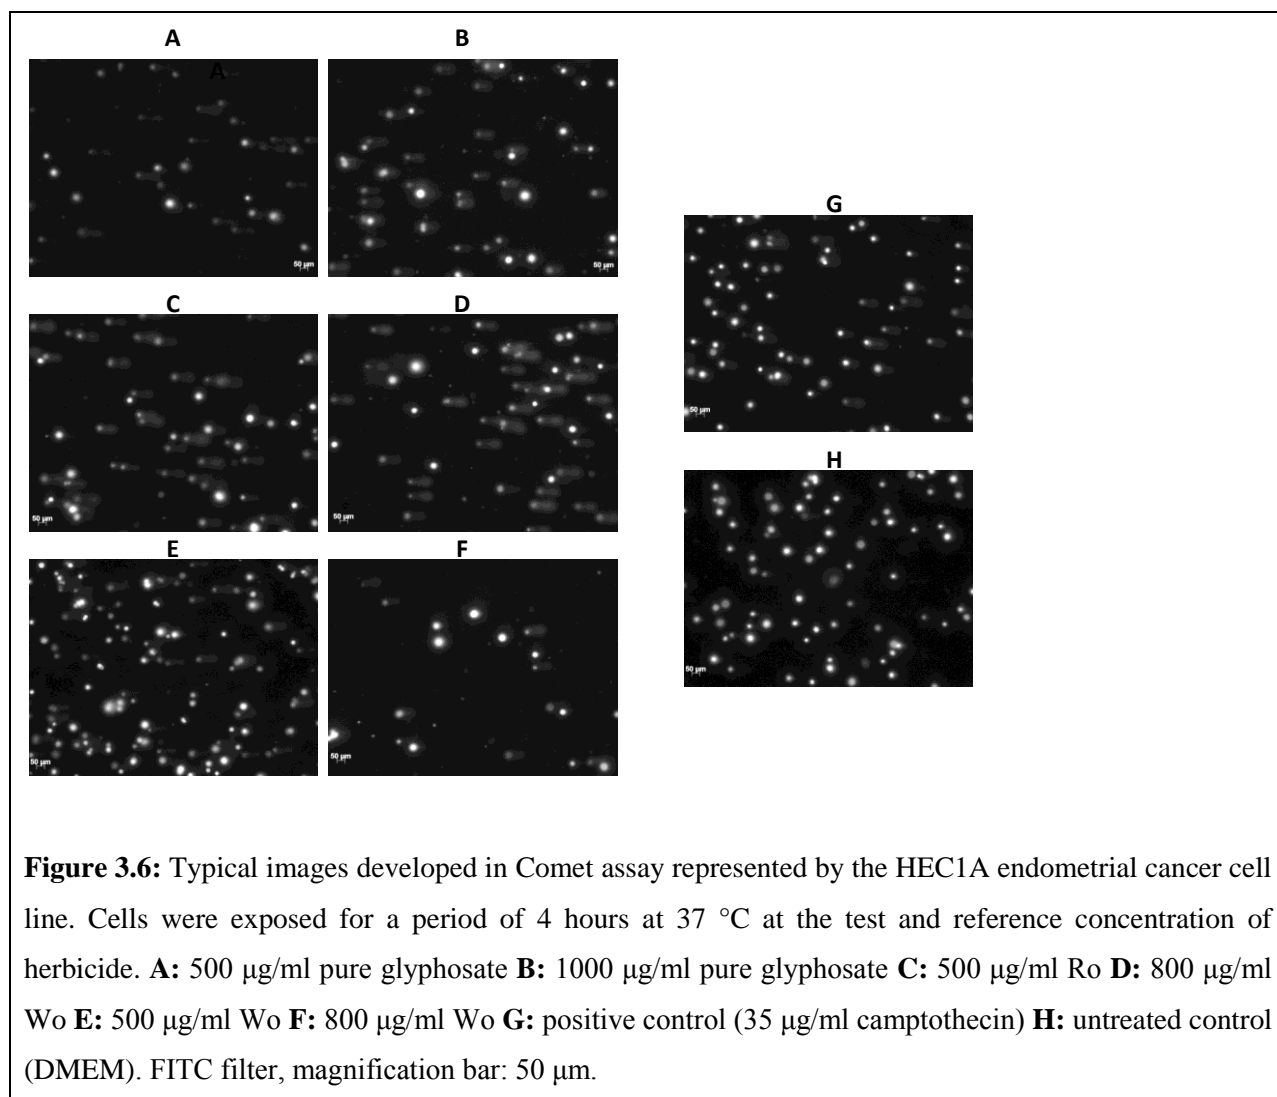 A B
A
50 µm 50 µm
G
C D
50 µm
H
50 µm 50 µm
E F
50 µm
50 µm 50 µm
Figure 3.6: Typical images developed in Comet assay represented by the HEC1A endometrial cancer cell
line. Cells were exposed for a period of 4 hours at 37 °C at the test and reference concentration of
herbicide. A: 500 µg/ml pure glyphosate B: 1000 µg/ml pure glyphosate C: 500 µg/ml Ro D: 800 µg/ml
Wo E: 500 µg/ml Wo F: 800 µg/ml Wo G: positive control (35 µg/ml camptothecin) H: untreated control
(DMEM). FITC filter, magnification bar: 50 µm.